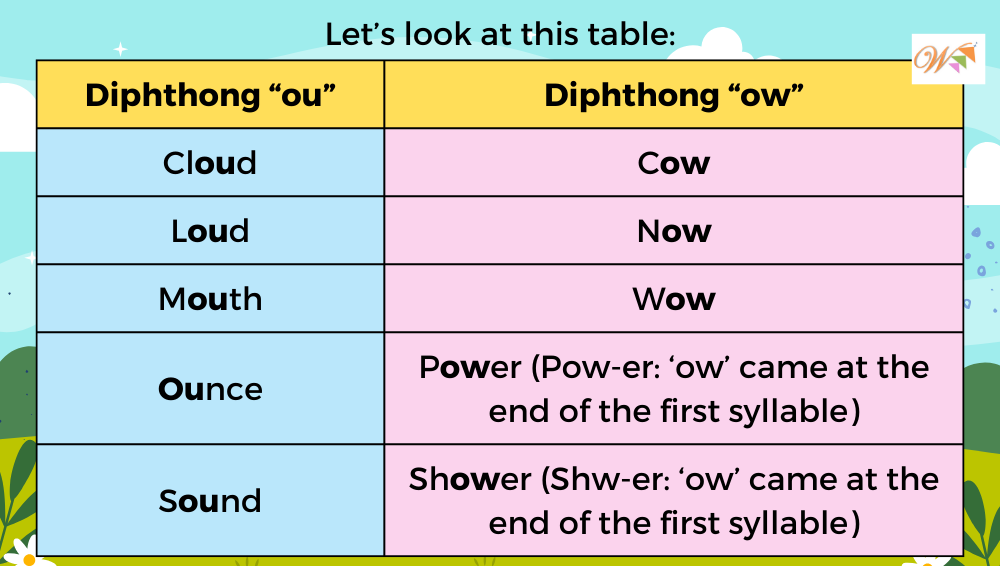 Let’s look at this table:
Diphthong “ou”
Diphthong “ow”
Cloud
Cow
Loud
Now
Mouth
Wow
Ounce
Power (Pow-er: ‘ow’ came at the
end of the first syllable)
Sound
Shower (Shw-er: ‘ow’ came at the
end of the first syllable)
W